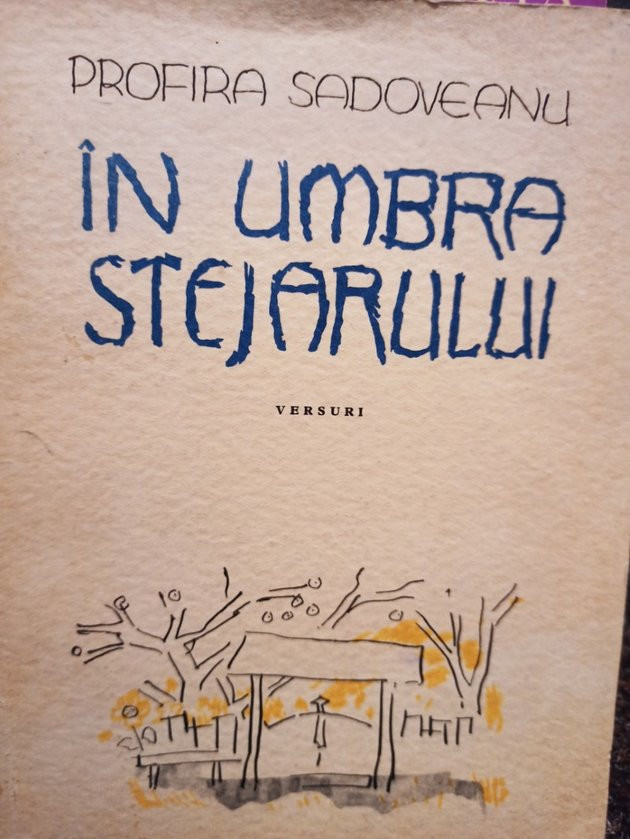 PROFIRA SADOVEANU
ÎN UMBRA
STEJARULUI
VERSURI